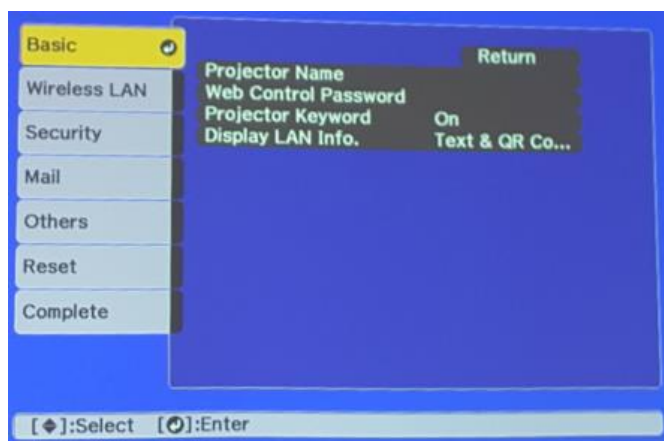 Basic
Wireless LAN
Security
Mail
Others
Reset
Complete
Return
Projector Name
Web Control Password
Projector Keyword On
Display LAN Info. Text & QR Co...
[◆]:Select [↵]:Enter